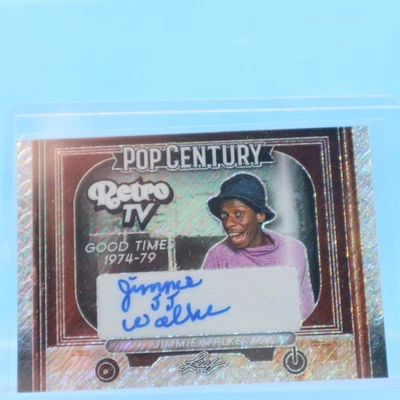 POP CENTURY
Retro
TV
GOOD TIMES
1974-79
Jimmie
JJ
Walker
JIMMIE WALKER
Leaf